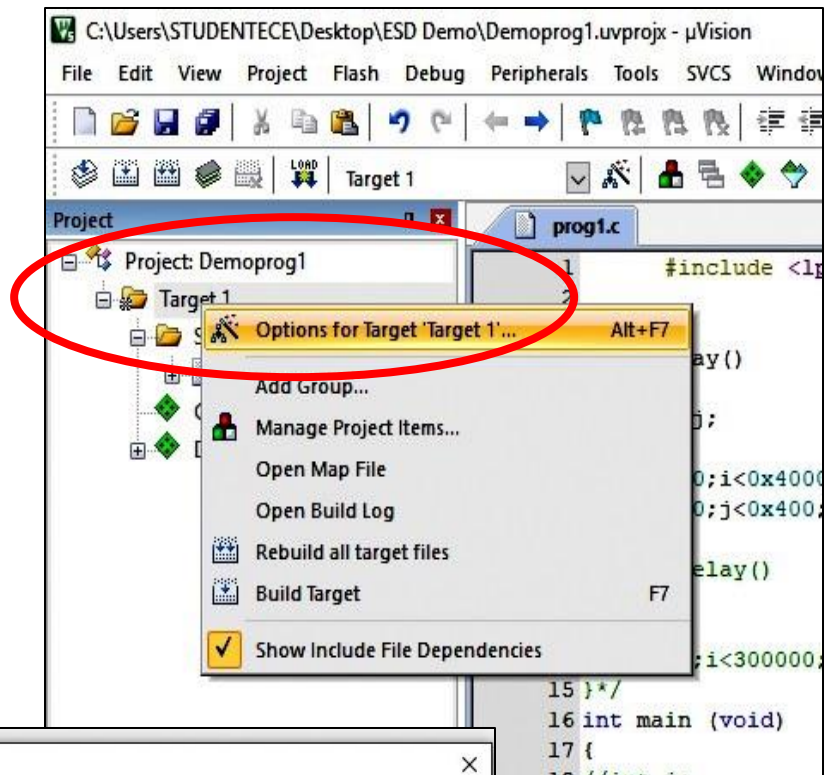 C:\Users\STUDENTECE\Desktop\ESD Demo\Demoprog1.uvprojx - µVision
File Edit View Project Flash Debug Peripherals Tools SVCS Window
LOAD Target 1
Project
prog1.c
Project: Demoprog1
1 #include <lp
Target 1
2
S
Options for Target 'Target 1'... Alt+F7
ay()
Add Group...
Manage Project Items...
j;
Open Map File
0;i<0x4000
Open Build Log
0;j<0x400;
Rebuild all target files
elay()
Build Target F7
Show Include File Dependencies
;i<300000;
15 }*/
16 int main (void)
17 {